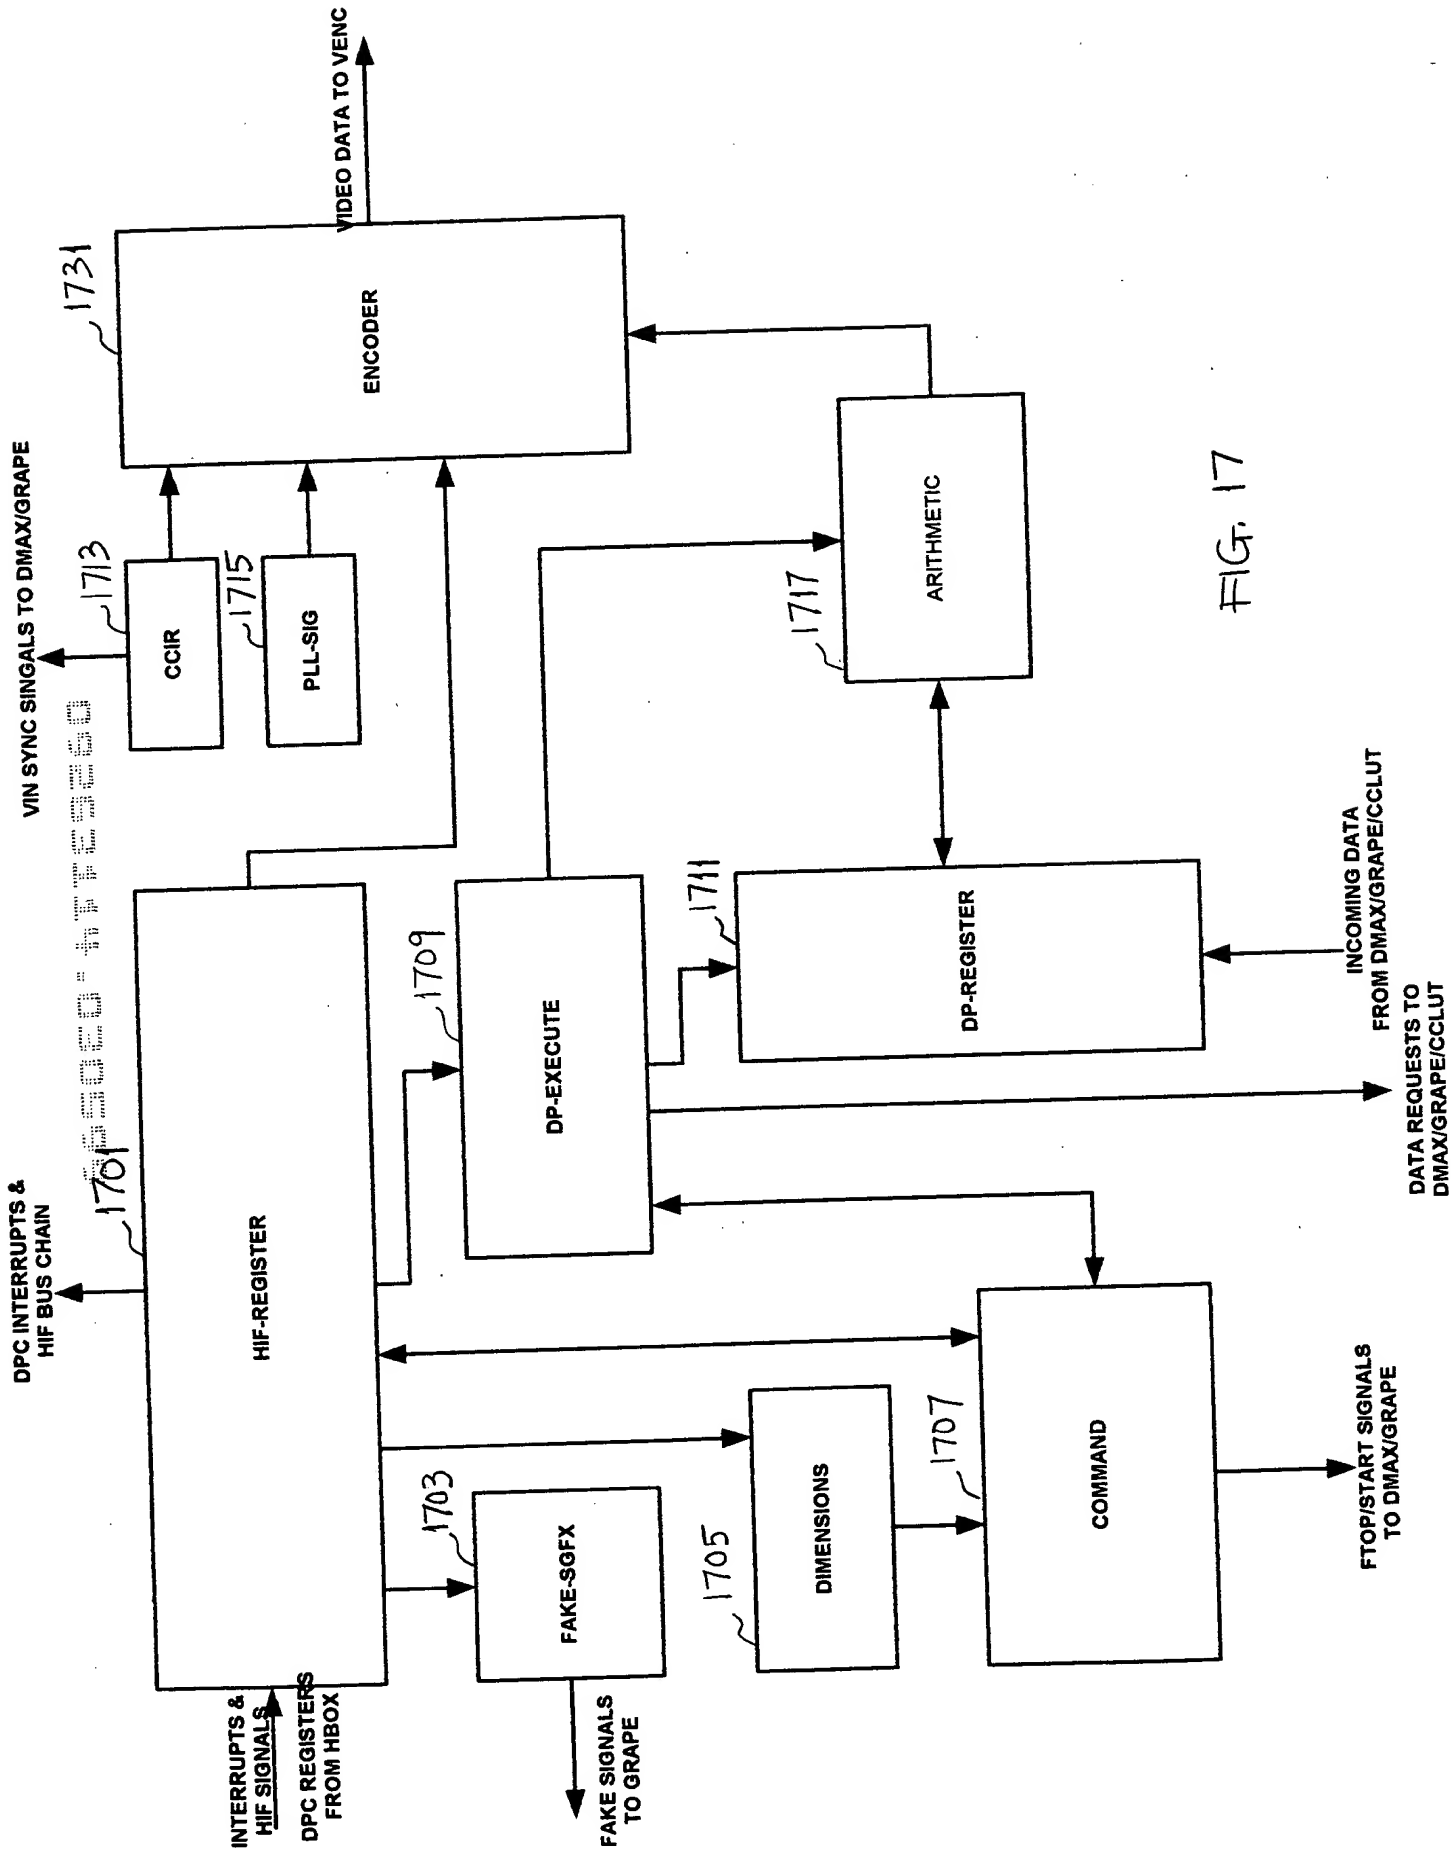 DPC INTERRUPTS &
HIF BUS CHAIN
VIN SYNC SINGALS TO DMAX/GRAPE
1701
1713
1731
INTERRUPTS &
HIF SIGNALS
DPC REGISTERS
FROM HBOX
HIF-REGISTER
CCIR
1715
PLL-SIG
ENCODER
VIDEO DATA TO VENC
1703
1709
FAKE-SGFX
DP-EXECUTE
FAKE SIGNALS
TO GRAPE
1705
DIMENSIONS
1711
DP-REGISTER
1717
ARITHMETIC
1707
COMMAND
FTOP/START SIGNALS
TO DMAX/GRAPE
DATA REQUESTS TO
DMAX/GRAPE/CCLUT
INCOMING DATA
FROM DMAX/GRAPE/CCLUT
FIG. 17